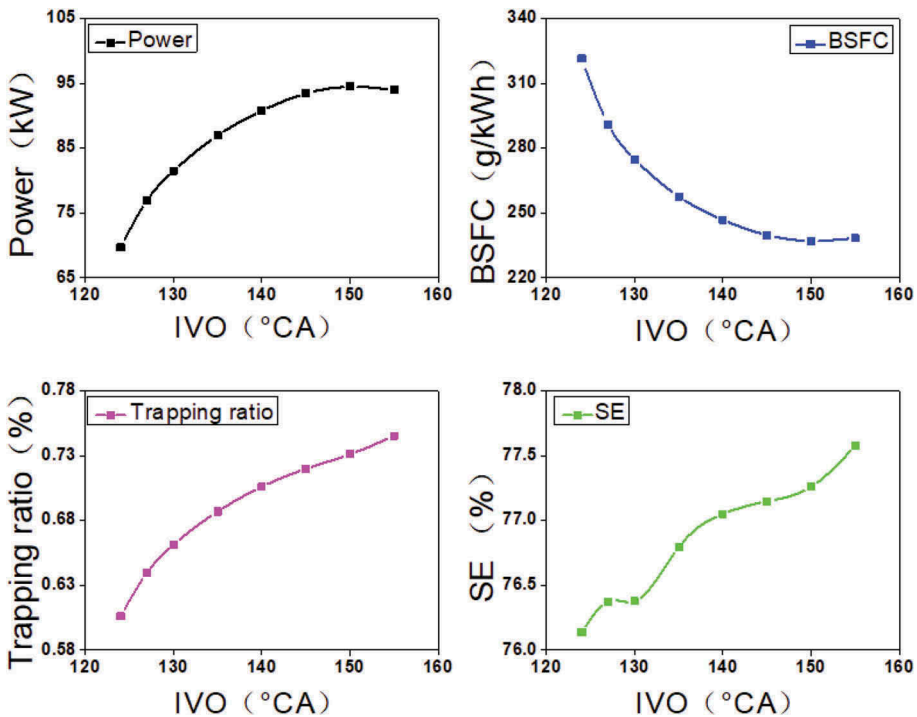 Power（kW）
105
95
85
75
65
Power
120 130 140 150 160
IVO（°CA）
BSFC（g/kWh）
340
310
280
250
220
BSFC
120 130 140 150 160
IVO（°CA）
Trapping ratio（%）
0.78
0.73
0.68
0.63
0.58
Trapping ratio
120 130 140 150 160
IVO（°CA）
SE（%）
78.0
77.5
77.0
76.5
76.0
SE
120 130 140 150 160
IVO（°CA）